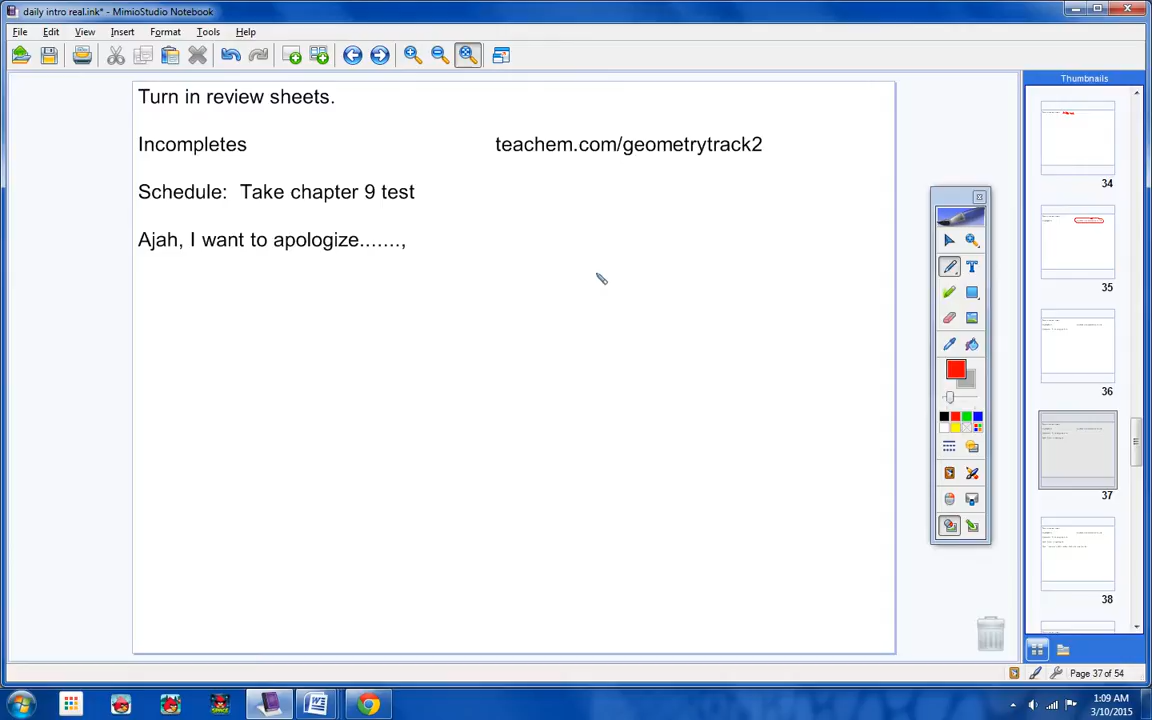 daily intro real.ink* - MimioStudio Notebook
File Edit View Insert Format Tools Help
Turn in review sheets.
Incompletes teachem.com/geometrytrack2
Schedule: Take chapter 9 test
Ajah, I want to apologize.......,
Thumbnails
34
35
36
37
38
Page 37 of 54
1:09 AM
3/10/2015